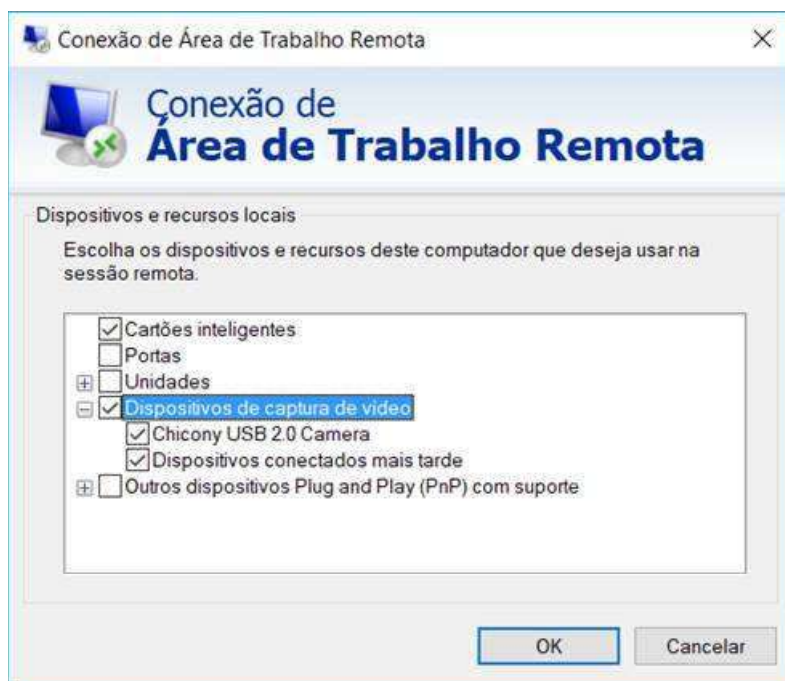 Conexão de Área de Trabalho Remota
Conexão de
Área de Trabalho Remota
Dispositivos e recursos locais
Escolha os dispositivos e recursos deste computador que deseja usar na
sessão remota.
Cartões inteligentes
Portas
Unidades
Dispositivos de captura de vídeo
Chicony USB 2.0 Camera
Dispositivos conectados mais tarde
Outros dispositivos Plug and Play (PnP) com suporte
OK
Cancelar